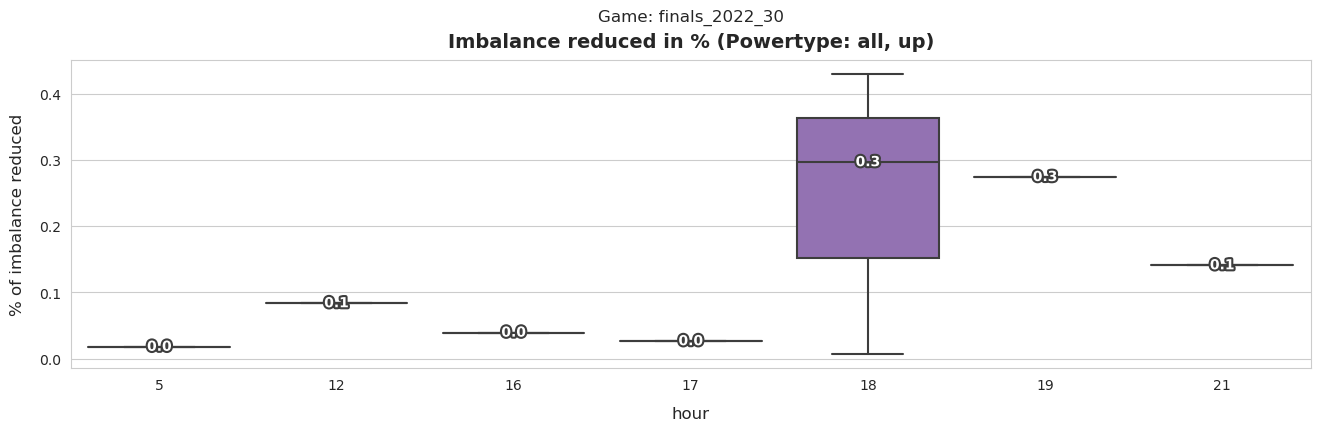 Game: finals_2022_30
Imbalance reduced in % (Powertype: all, up)
% of imbalance reduced
0.4
0.3
0.2
0.1
0.0
0.0
0.1
0.0
0.0
0.3
0.3
0.1
5 12 16 17 18 19 21
hour